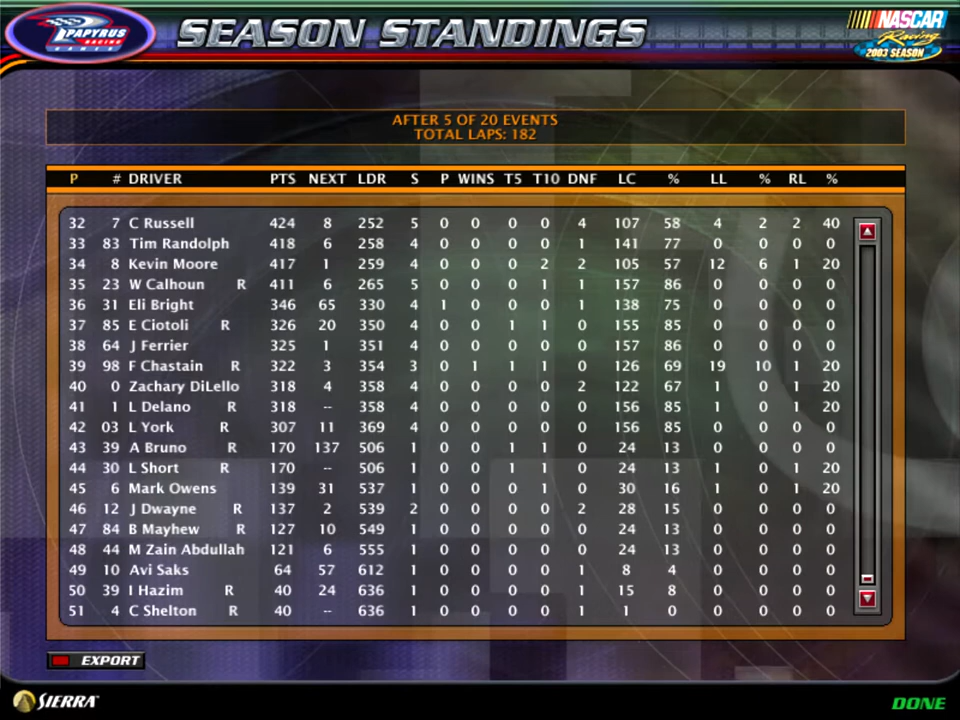 PAPYRUS
RACING
GAMES
SEASON STANDINGS
NASCAR
Racing
2003 SEASON
AFTER 5 OF 20 EVENTS
TOTAL LAPS: 182
P # DRIVER PTS NEXT LDR S P WINS T5 T10 DNF LC % LL % RL %
32 7 C Russell 424 8 252 5 0 0 0 0 4 107 58 4 2 2 40
33 83 Tim Randolph 418 6 258 4 0 0 0 0 1 141 77 0 0 0 0
34 8 Kevin Moore 417 1 259 4 0 0 0 2 2 105 57 12 6 1 20
35 23 W Calhoun R 411 6 265 5 0 0 0 1 1 157 86 0 0 0 0
36 31 Eli Bright 346 65 330 4 1 0 0 0 1 138 75 0 0 0 0
37 85 E Ciotoli R 326 20 350 4 0 0 1 1 0 155 85 0 0 0 0
38 64 J Ferrier 325 1 351 4 0 0 0 0 0 157 86 0 0 0 0
39 98 F Chastain R 322 3 354 3 0 1 1 1 0 126 69 19 10 1 20
40 0 Zachary DiLello 318 4 358 4 0 0 0 0 2 122 67 1 0 1 20
41 1 L Delano R 318 -- 358 4 0 0 0 0 0 156 85 1 0 1 20
42 03 L York R 307 11 369 4 0 0 0 0 0 156 85 0 0 0 0
43 39 A Bruno R 170 137 506 1 0 0 1 1 0 24 13 0 0 0 0
44 30 L Short R 170 -- 506 1 0 0 1 1 0 24 13 1 0 1 20
45 6 Mark Owens 139 31 537 1 0 0 0 1 0 30 16 1 0 1 20
46 12 J Dwayne R 137 2 539 2 0 0 0 0 2 28 15 0 0 0 0
47 84 B Mayhew R 127 10 549 1 0 0 0 0 0 24 13 0 0 0 0
48 44 M Zain Abdullah 121 6 555 1 0 0 0 0 0 24 13 0 0 0 0
49 10 Avi Saks 64 57 612 1 0 0 0 0 1 8 4 0 0 0 0
50 39 I Hazim R 40 24 636 1 0 0 0 0 1 15 8 0 0 0 0
51 4 C Shelton R 40 -- 636 1 0 0 0 0 1 1 0 0 0 0 0
EXPORT
SIERRA
DONE